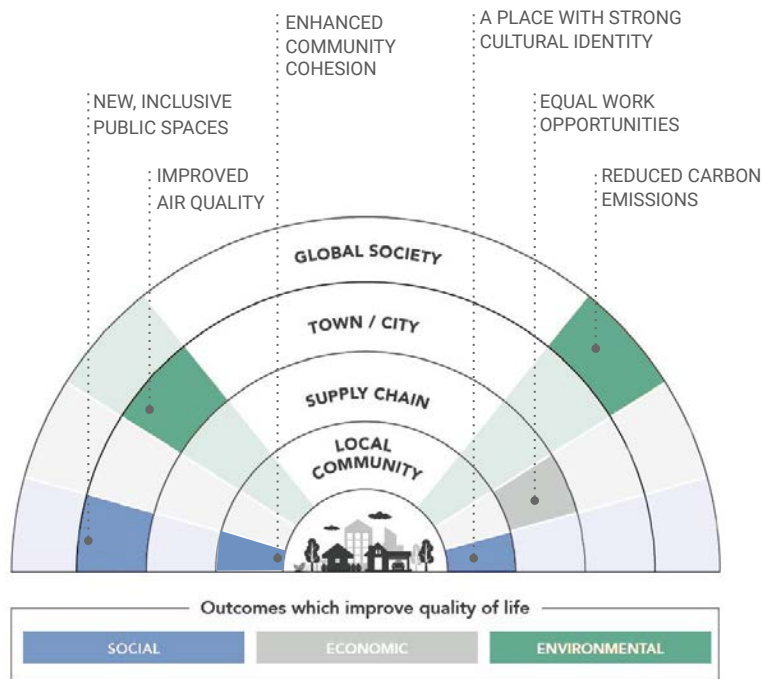 ENHANCED
COMMUNITY
COHESION
A PLACE WITH STRONG
CULTURAL IDENTITY
NEW, INCLUSIVE
PUBLIC SPACES
EQUAL WORK
OPPORTUNITIES
IMPROVED
AIR QUALITY
REDUCED CARBON
EMISSIONS
GLOBAL SOCIETY
TOWN / CITY
SUPPLY CHAIN
LOCAL
COMMUNITY
Outcomes which improve quality of life
SOCIAL
ECONOMIC
ENVIRONMENTAL